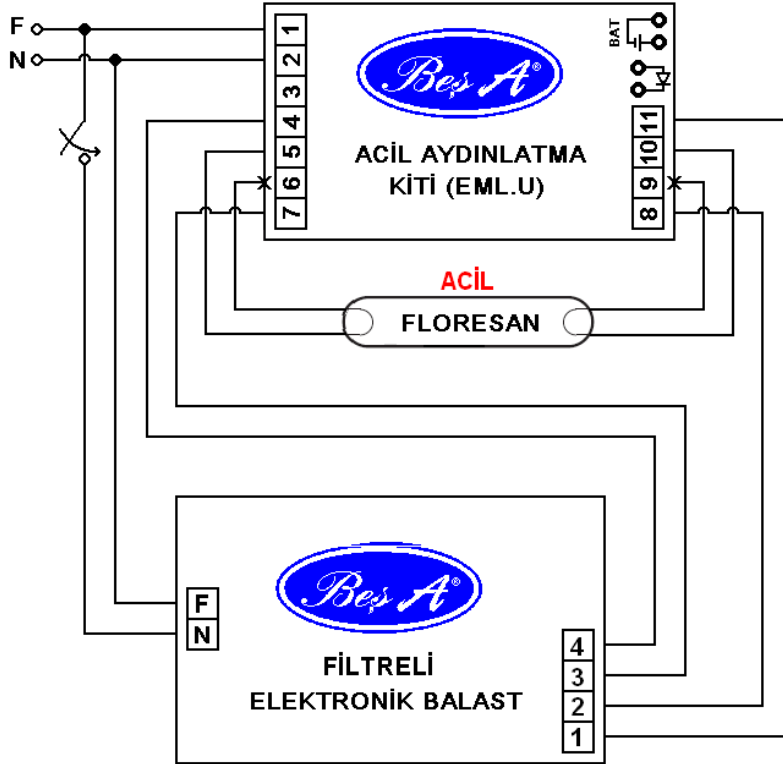 F
N
1
2
3
4
5
6
7
Beş A®
ACİL AYDINLATMA
KİTİ (EML.U)
BAT
11
10
9
8
ACİL
FLORESAN
F
N
Beş A®
FİLTRELİ
ELEKTRONİK BALAST
4
3
2
1